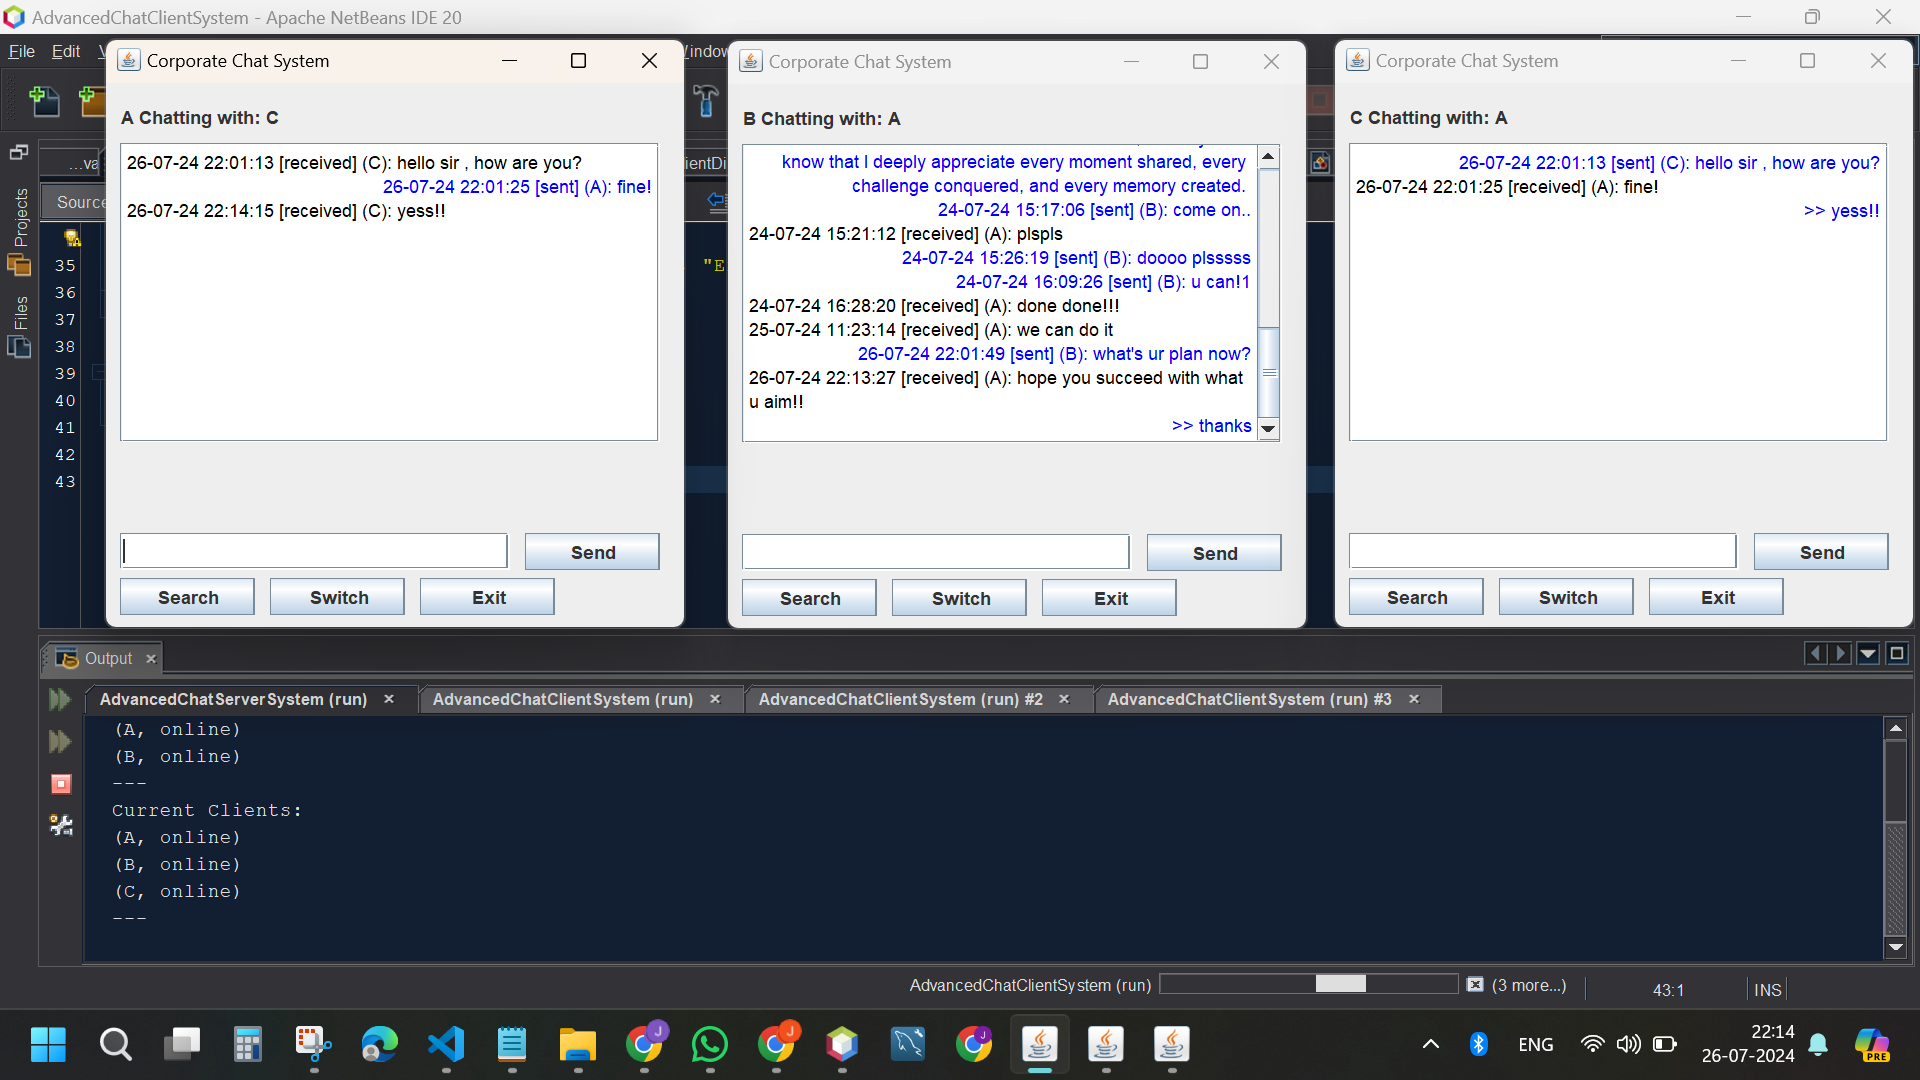 AdvancedChatClientSystem - Apache NetBeans IDE 20
File Edit
Corporate Chat System
A Chatting with: C
26-07-24 22:01:13 [received] (C): hello sir , how are you?
26-07-24 22:01:25 [sent] (A): fine!
26-07-24 22:14:15 [received] (C): yess!!
Send
Search Switch Exit
Corporate Chat System
B Chatting with: A
know that I deeply appreciate every moment shared, every
challenge conquered, and every memory created.
24-07-24 15:17:06 [sent] (B): come on..
24-07-24 15:21:12 [received] (A): plspls
24-07-24 15:26:19 [sent] (B): doooo plsssss
24-07-24 16:09:26 [sent] (B): u can!1
24-07-24 16:28:20 [received] (A): done done!!!
25-07-24 11:23:14 [received] (A): we can do it
26-07-24 22:01:49 [sent] (B): what's ur plan now?
26-07-24 22:13:27 [received] (A): hope you succeed with what
u aim!!
>> thanks
Send
Search Switch Exit
Corporate Chat System
C Chatting with: A
26-07-24 22:01:13 [sent] (C): hello sir , how are you?
26-07-24 22:01:25 [received] (A): fine!
>> yess!!
Send
Search Switch Exit
Projects
Files
Source
"E
35
36
37
38
39
40
41
42
43
Output
AdvancedChatServerSystem (run) AdvancedChatClientSystem (run) AdvancedChatClientSystem (run) #2 AdvancedChatClientSystem (run) #3
(A, online)
(B, online)
---
Current Clients:
(A, online)
(B, online)
(C, online)
---
AdvancedChatClientSystem (run) (3 more...) 43:1 INS
J J J
ENG
22:14
26-07-2024
PRE